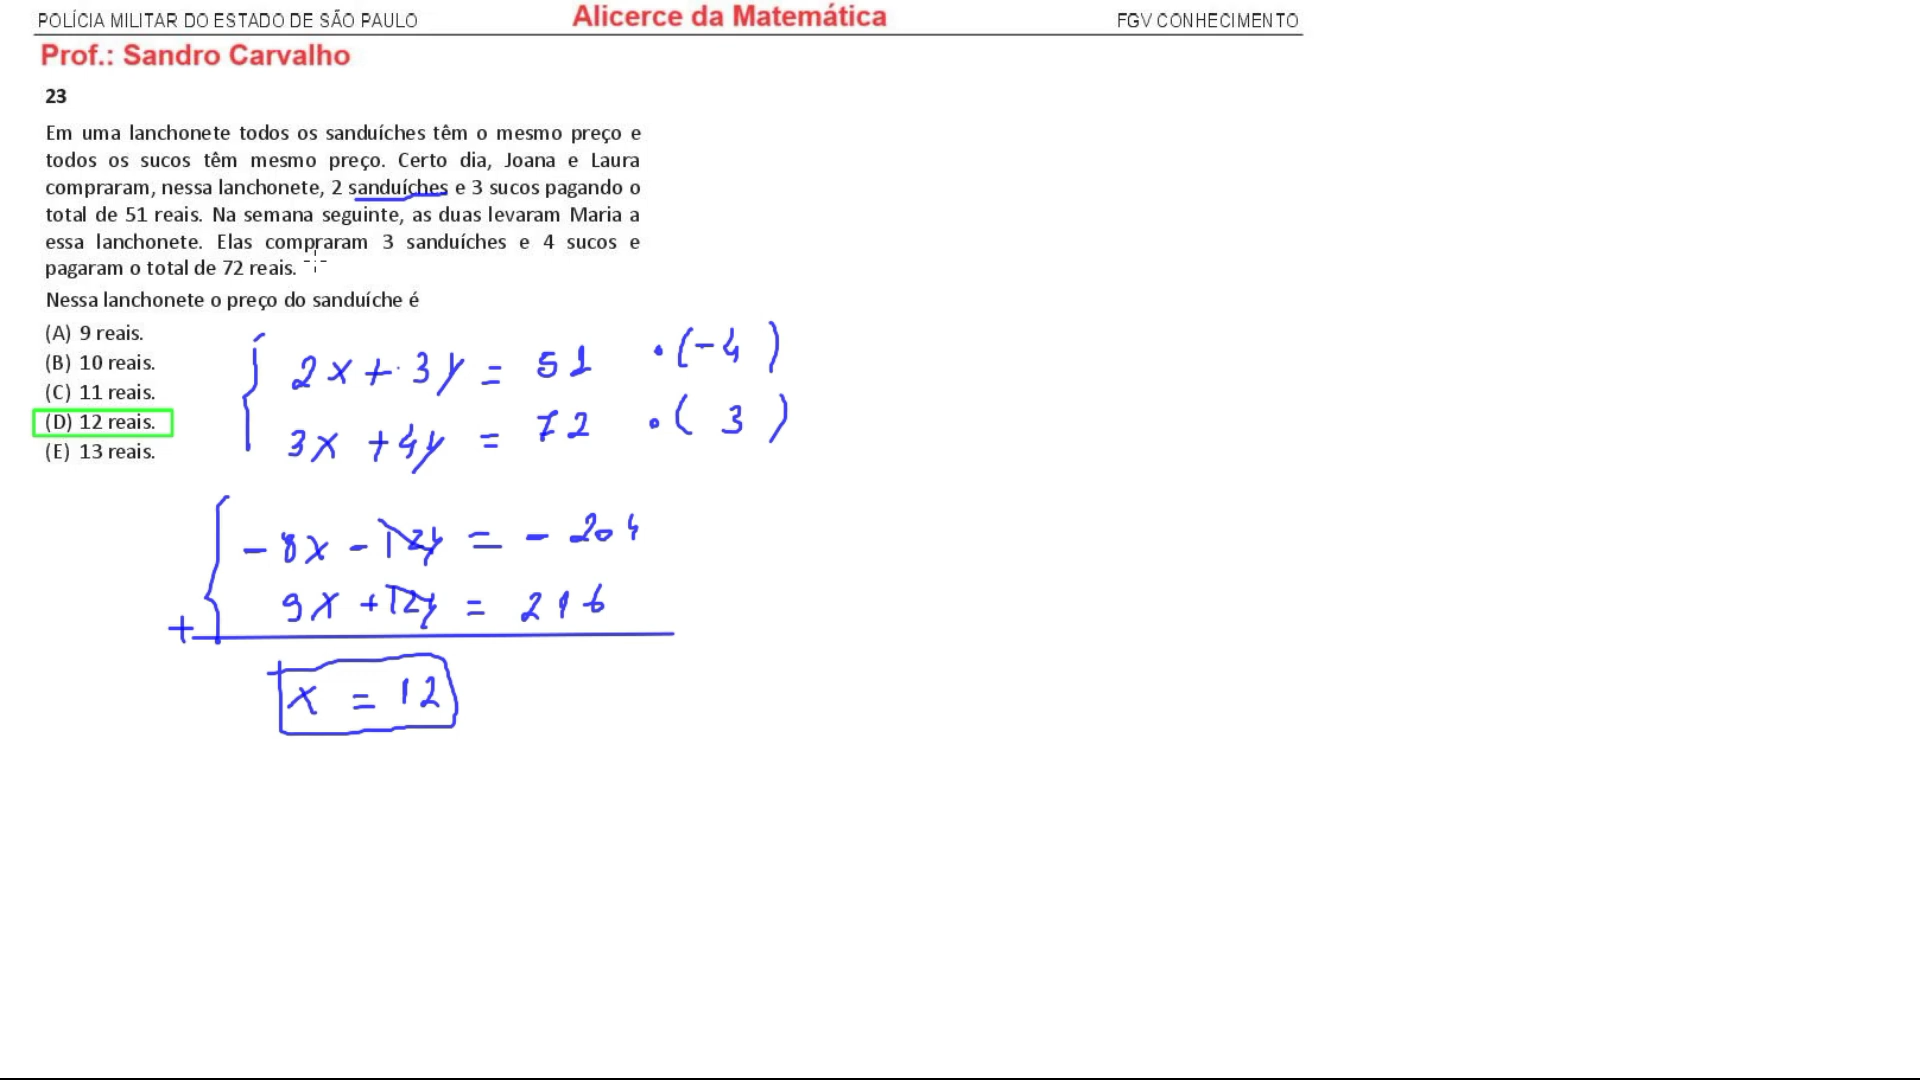 POLÍCIA MILITAR DO ESTADO DE SÃO PAULO Alicerce da Matemática FGV CONHECIMENTO
Prof.: Sandro Carvalho
23
Em uma lanchonete todos os sanduíches têm o mesmo preço e
todos os sucos têm mesmo preço. Certo dia, Joana e Laura
compraram, nessa lanchonete, 2 sanduíches e 3 sucos pagando o
total de 51 reais. Na semana seguinte, as duas levaram Maria a
essa lanchonete. Elas compraram 3 sanduíches e 4 sucos e
pagaram o total de 72 reais.
Nessa lanchonete o preço do sanduíche é
(A) 9 reais.
(B) 10 reais.
(C) 11 reais.
(D) 12 reais.
(E) 13 reais.
2x + 3y = 51 · (-4)
3x + 4y = 72 · (3)
- 8x - 12y = - 204
9x + 12y = 216
+
x = 12